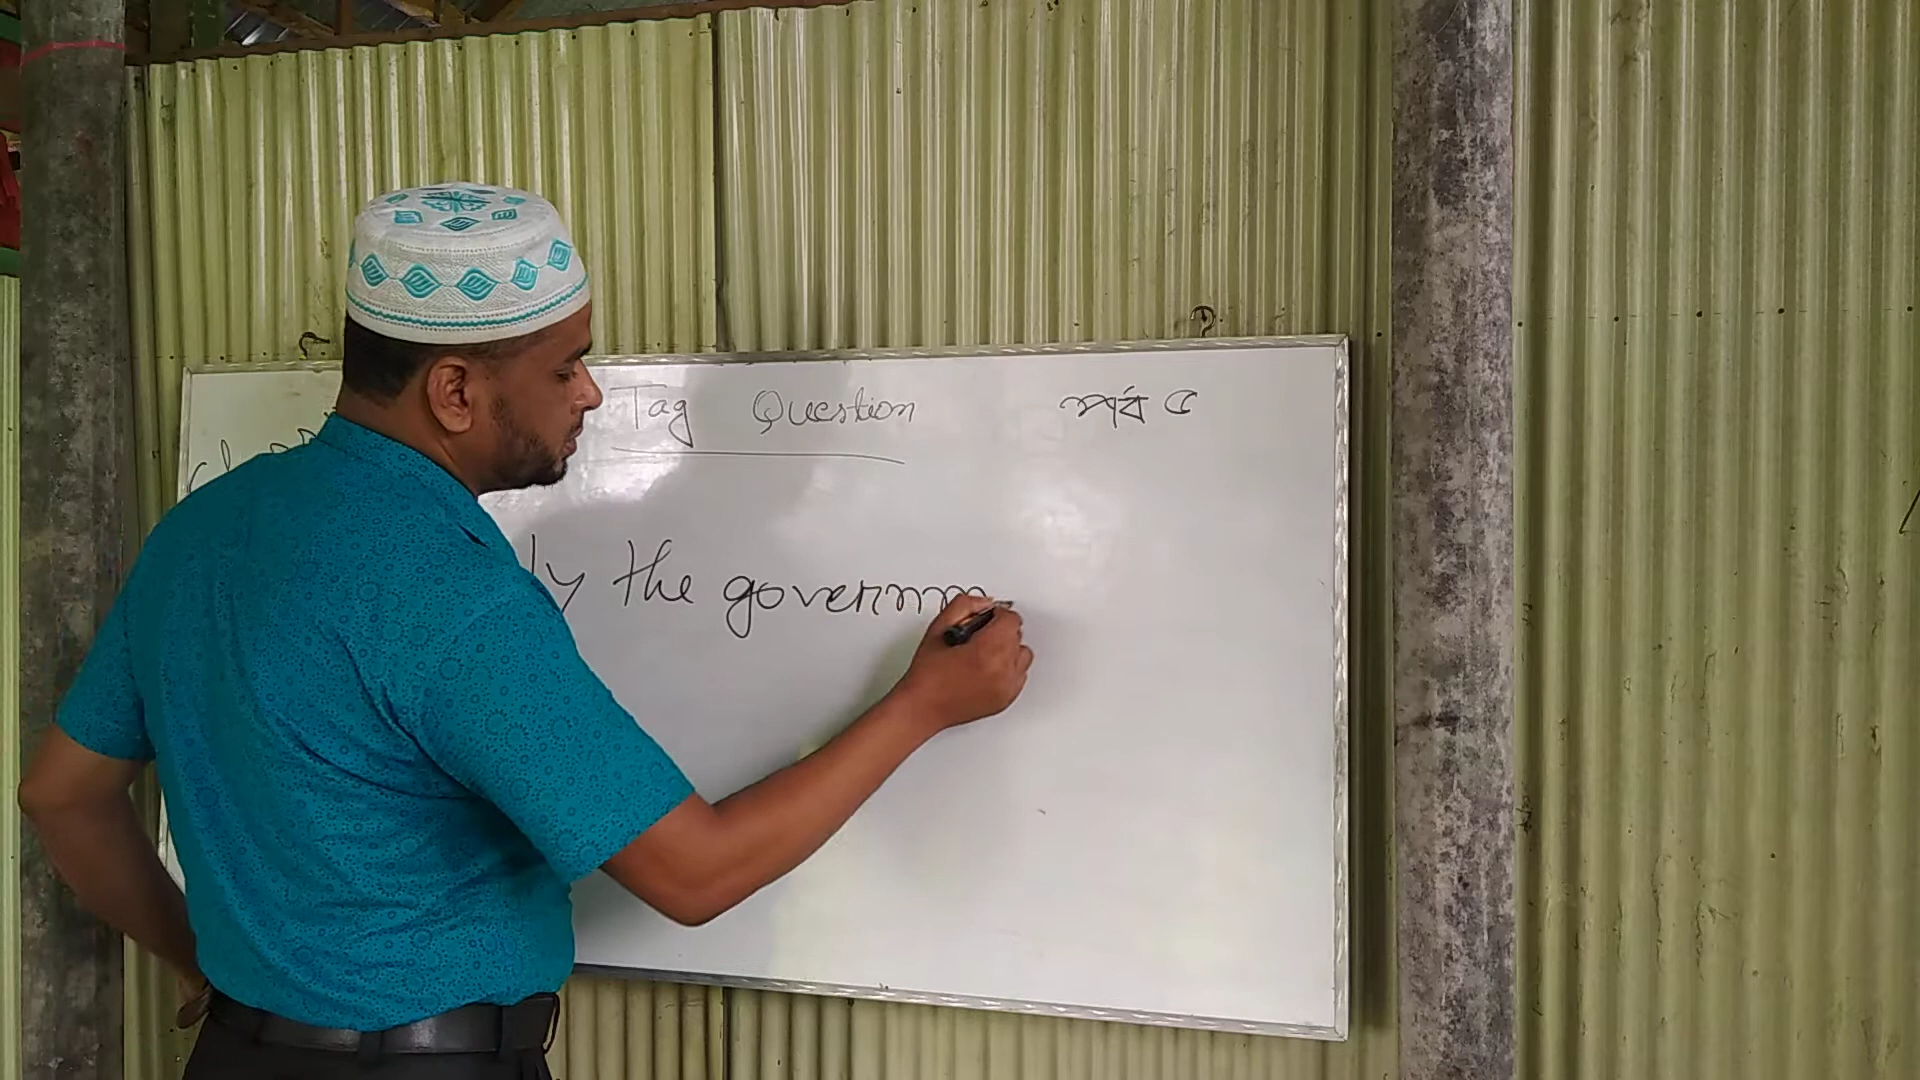 Tag Question পর্ব ৫
the governm